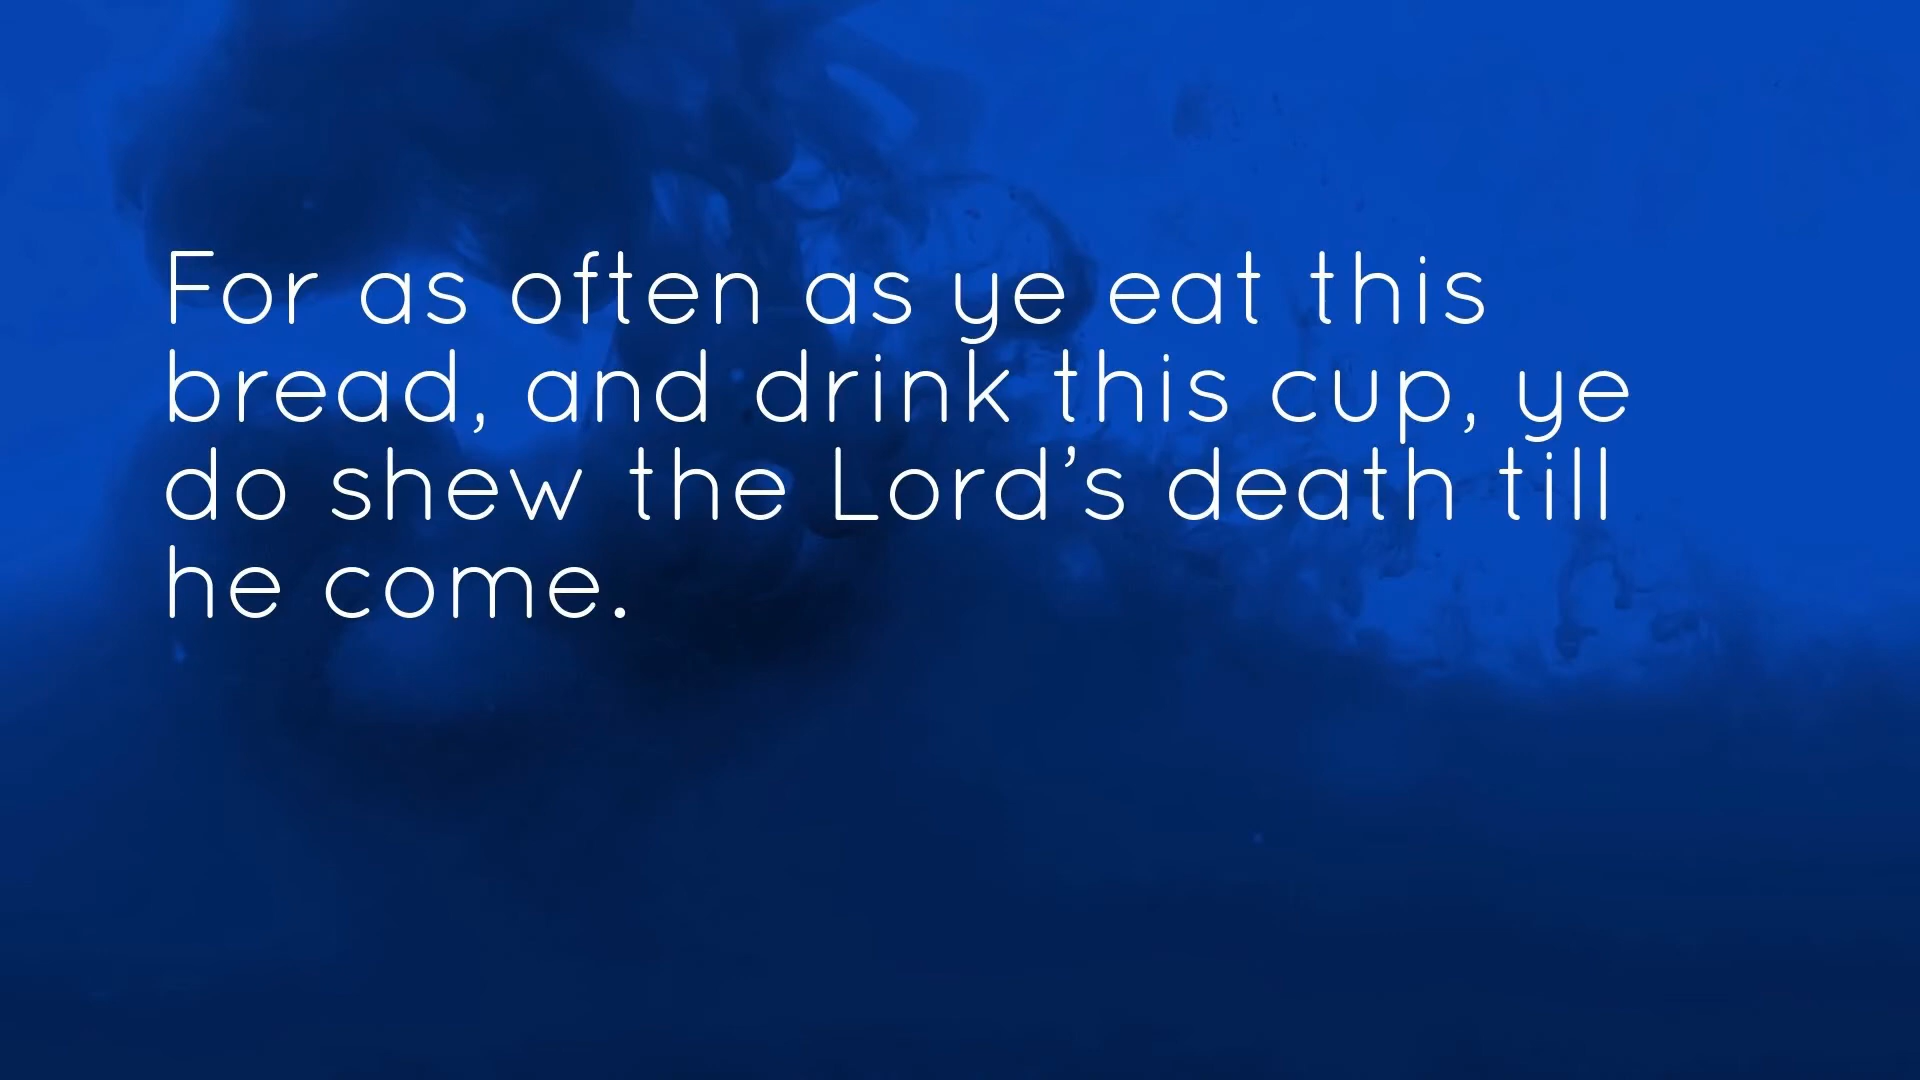 For as often as ye eat this
bread, and drink this cup, ye
do shew the Lord’s death till
he come.